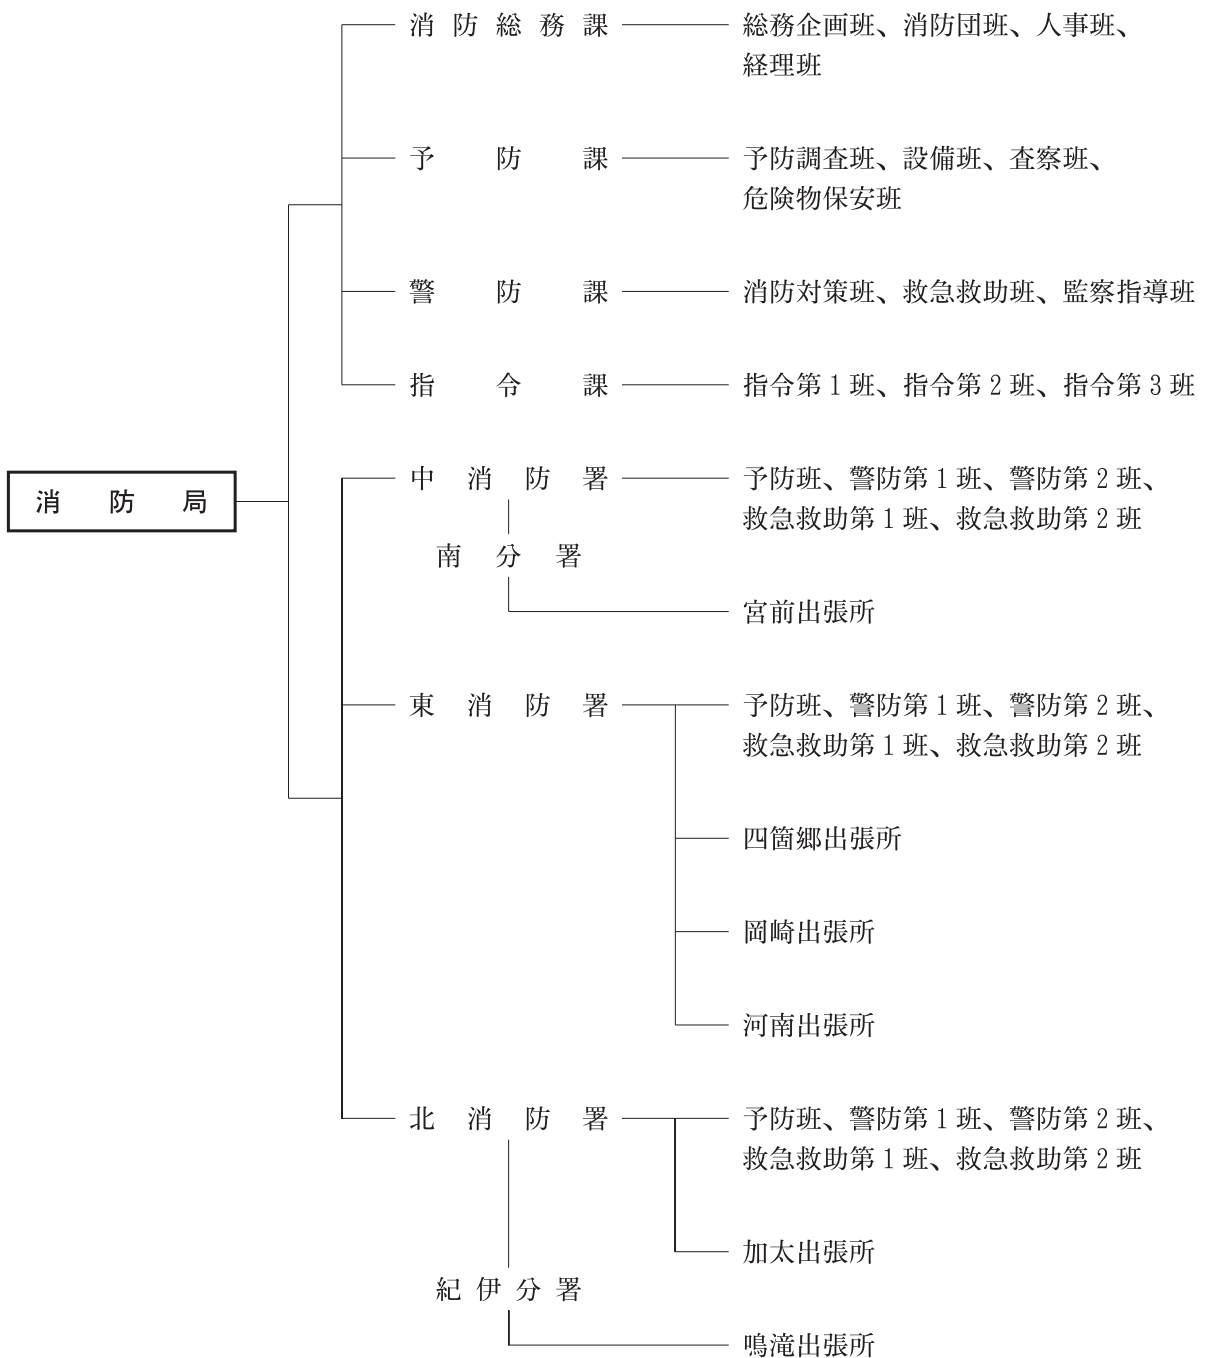 消防総務課 総務企画班、消防団班、人事班、
経理班
予防課 予防調査班、設備班、査察班、
危険物保安班
警防課 消防対策班、救急救助班、監察指導班
指令課 指令第1班、指令第2班、指令第3班
消防局
中消防署 予防班、警防第1班、警防第2班、
救急救助第1班、救急救助第2班
南分署
宮前出張所
東消防署 予防班、警防第1班、警防第2班、
救急救助第1班、救急救助第2班
四箇郷出張所
岡崎出張所
河南出張所
北消防署 予防班、警防第1班、警防第2班、
救急救助第1班、救急救助第2班
加太出張所
紀伊分署
鳴滝出張所